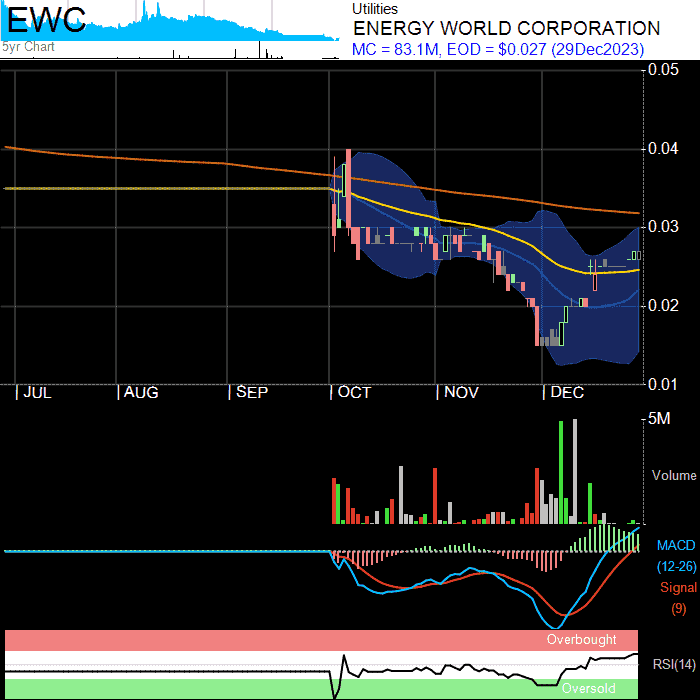 EWC
5yr Chart
Utilities
ENERGY WORLD CORPORATION
MC = 83.1M, EOD = $0.027 (29Dec2023)
0.05
0.04
0.03
0.02
0.01
JUL AUG SEP OCT NOV DEC
5M
Volume
MACD
(12-26)
Signal
(9)
Overbought
RSI(14)
Oversold